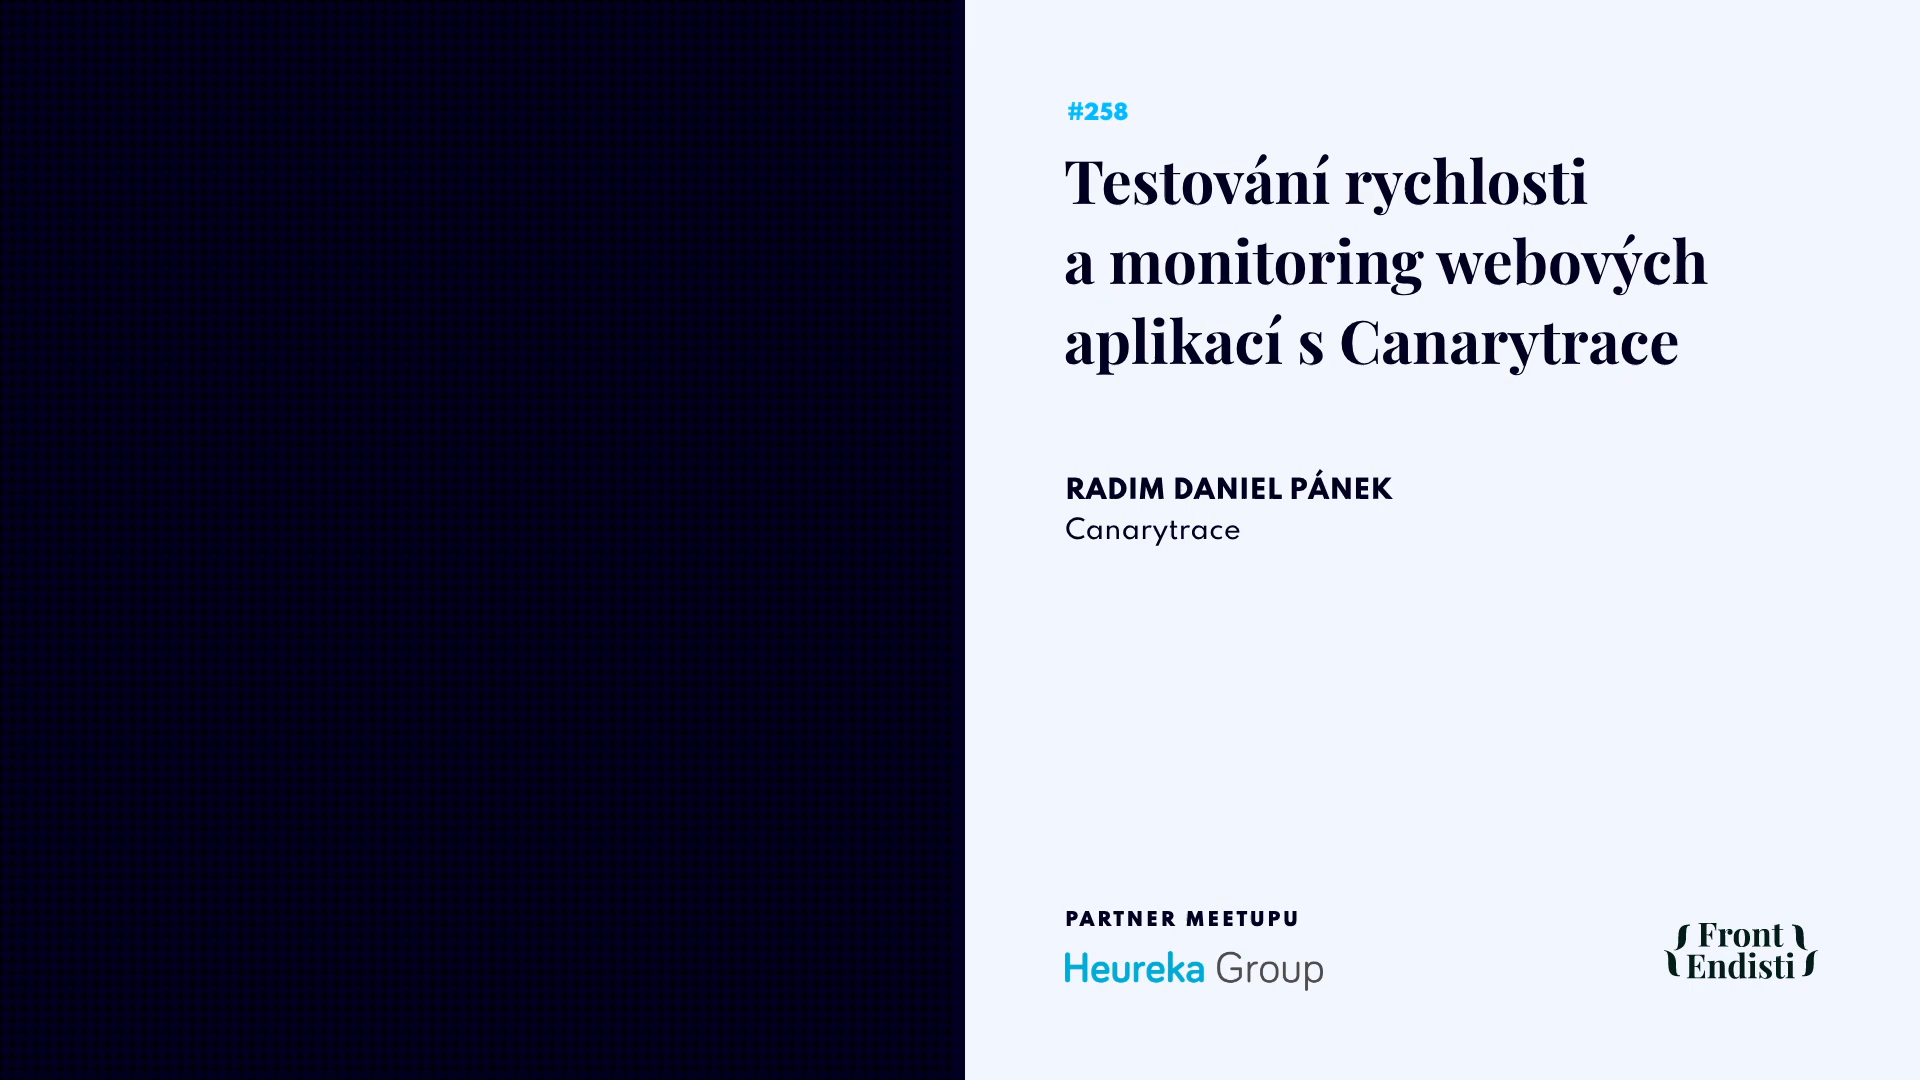 #258
Testování rychlosti
a monitoring webových
aplikací s Canarytrace
RADIM DANIEL PÁNEK
Canarytrace
PARTNER MEETUPU
Heureka Group
{ Front }
{ Endisti }